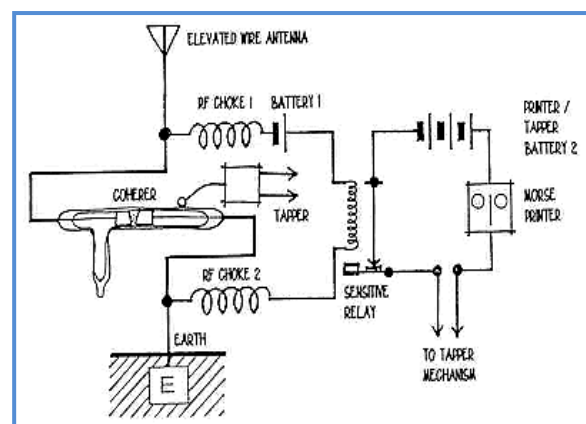 ELEVATED WIRE ANTENNA
RF CHOKE 1
BATTERY 1
PRINTER /
TAPPER
BATTERY 2
COHERER
TAPPER
MORSE
PRINTER
RF CHOKE 2
SENSITIVE
RELAY
EARTH
E
TO TAPPER
MECHANISM